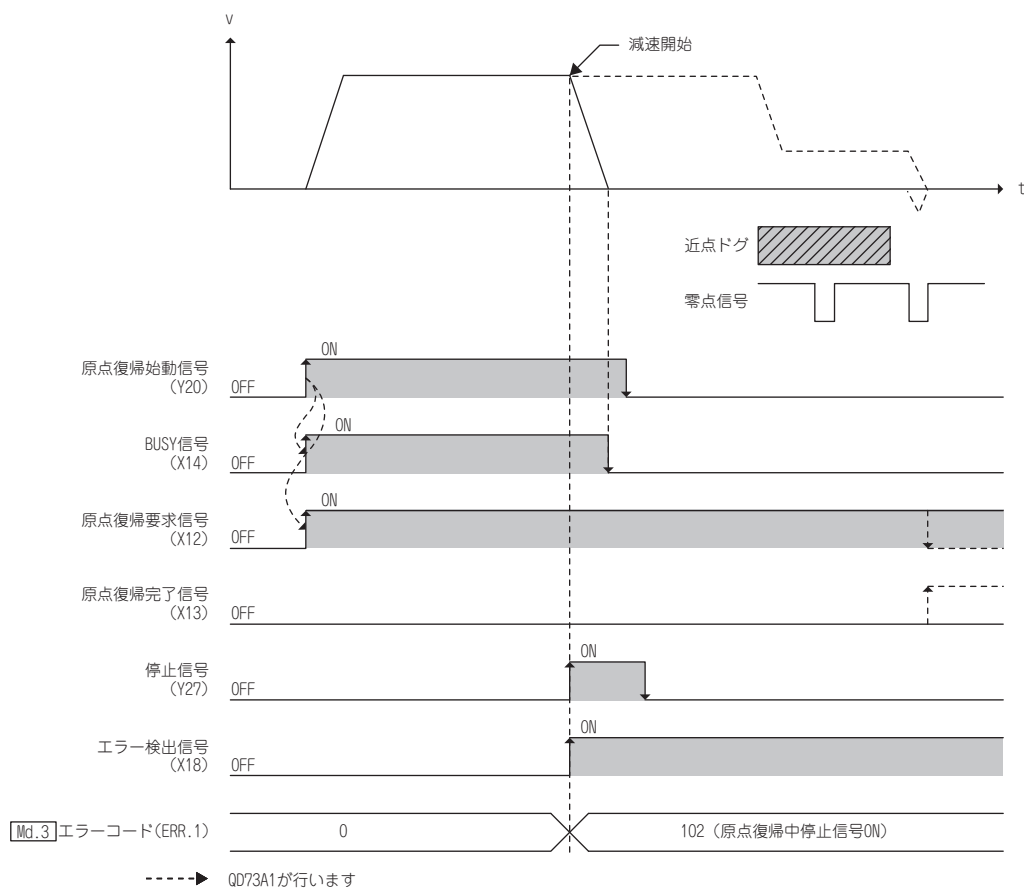 v
減速開始
t
近点ドグ
零点信号
ON
原点復帰始動信号
(Y20) OFF
ON
BUSY信号
(X14) OFF
ON
原点復帰要求信号
(X12) OFF
原点復帰完了信号
(X13) OFF
ON
停止信号
(Y27) OFF
ON
エラー検出信号
(X18) OFF
Md.3 エラーコード(ERR.1) 0 102（原点復帰中停止信号ON）
QD73A1が行います